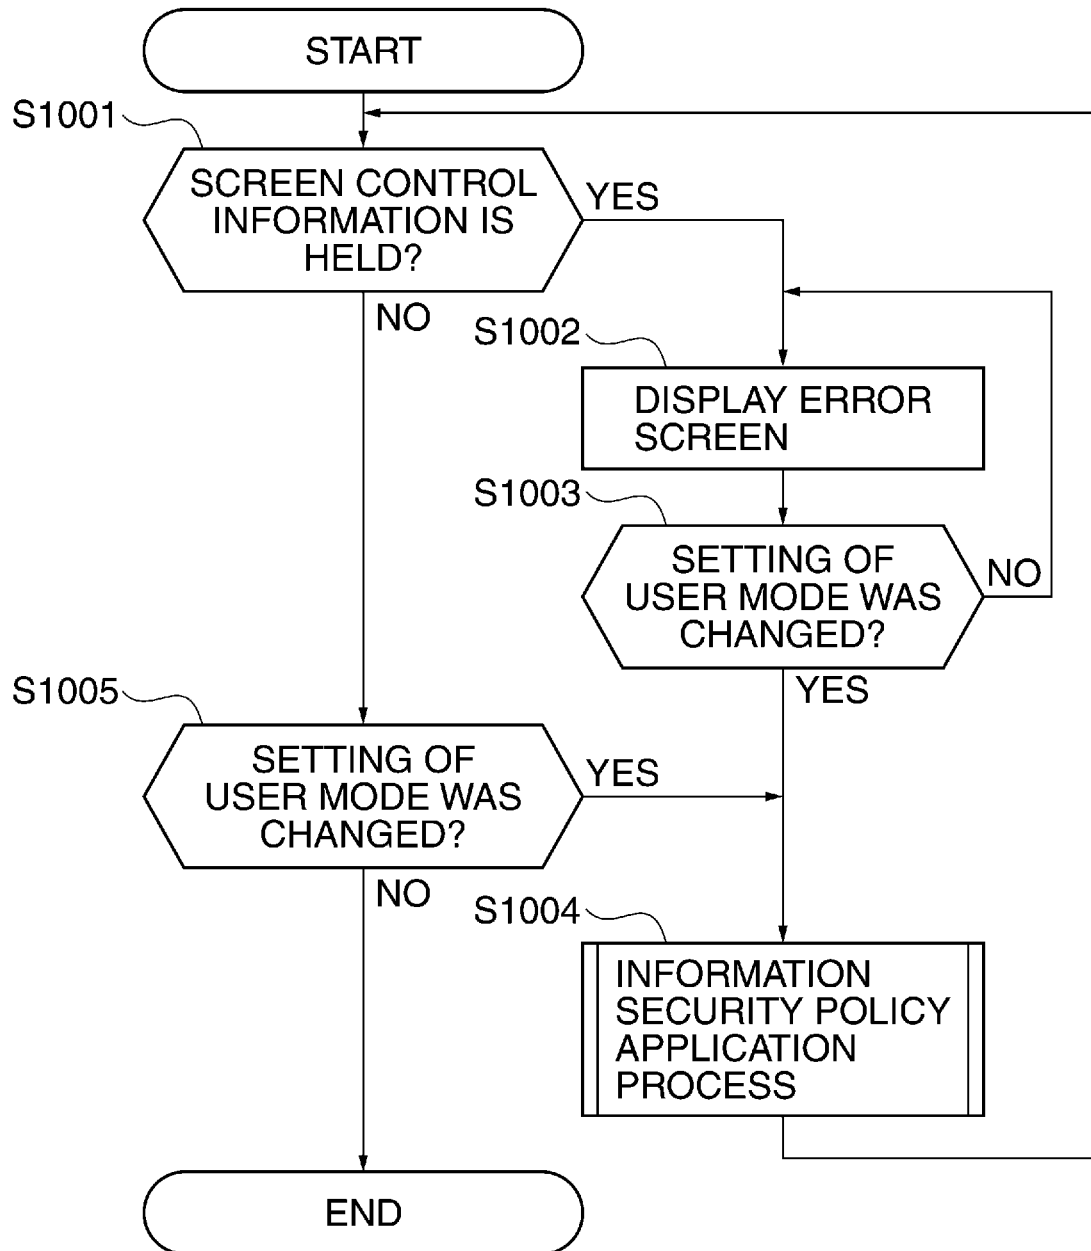 START
S1001
SCREEN CONTROL
INFORMATION IS
HELD?
YES
NO
S1002
DISPLAY ERROR
SCREEN
S1003
SETTING OF
USER MODE WAS
CHANGED?
NO
YES
S1005
SETTING OF
USER MODE WAS
CHANGED?
YES
NO
S1004
INFORMATION
SECURITY POLICY
APPLICATION
PROCESS
END